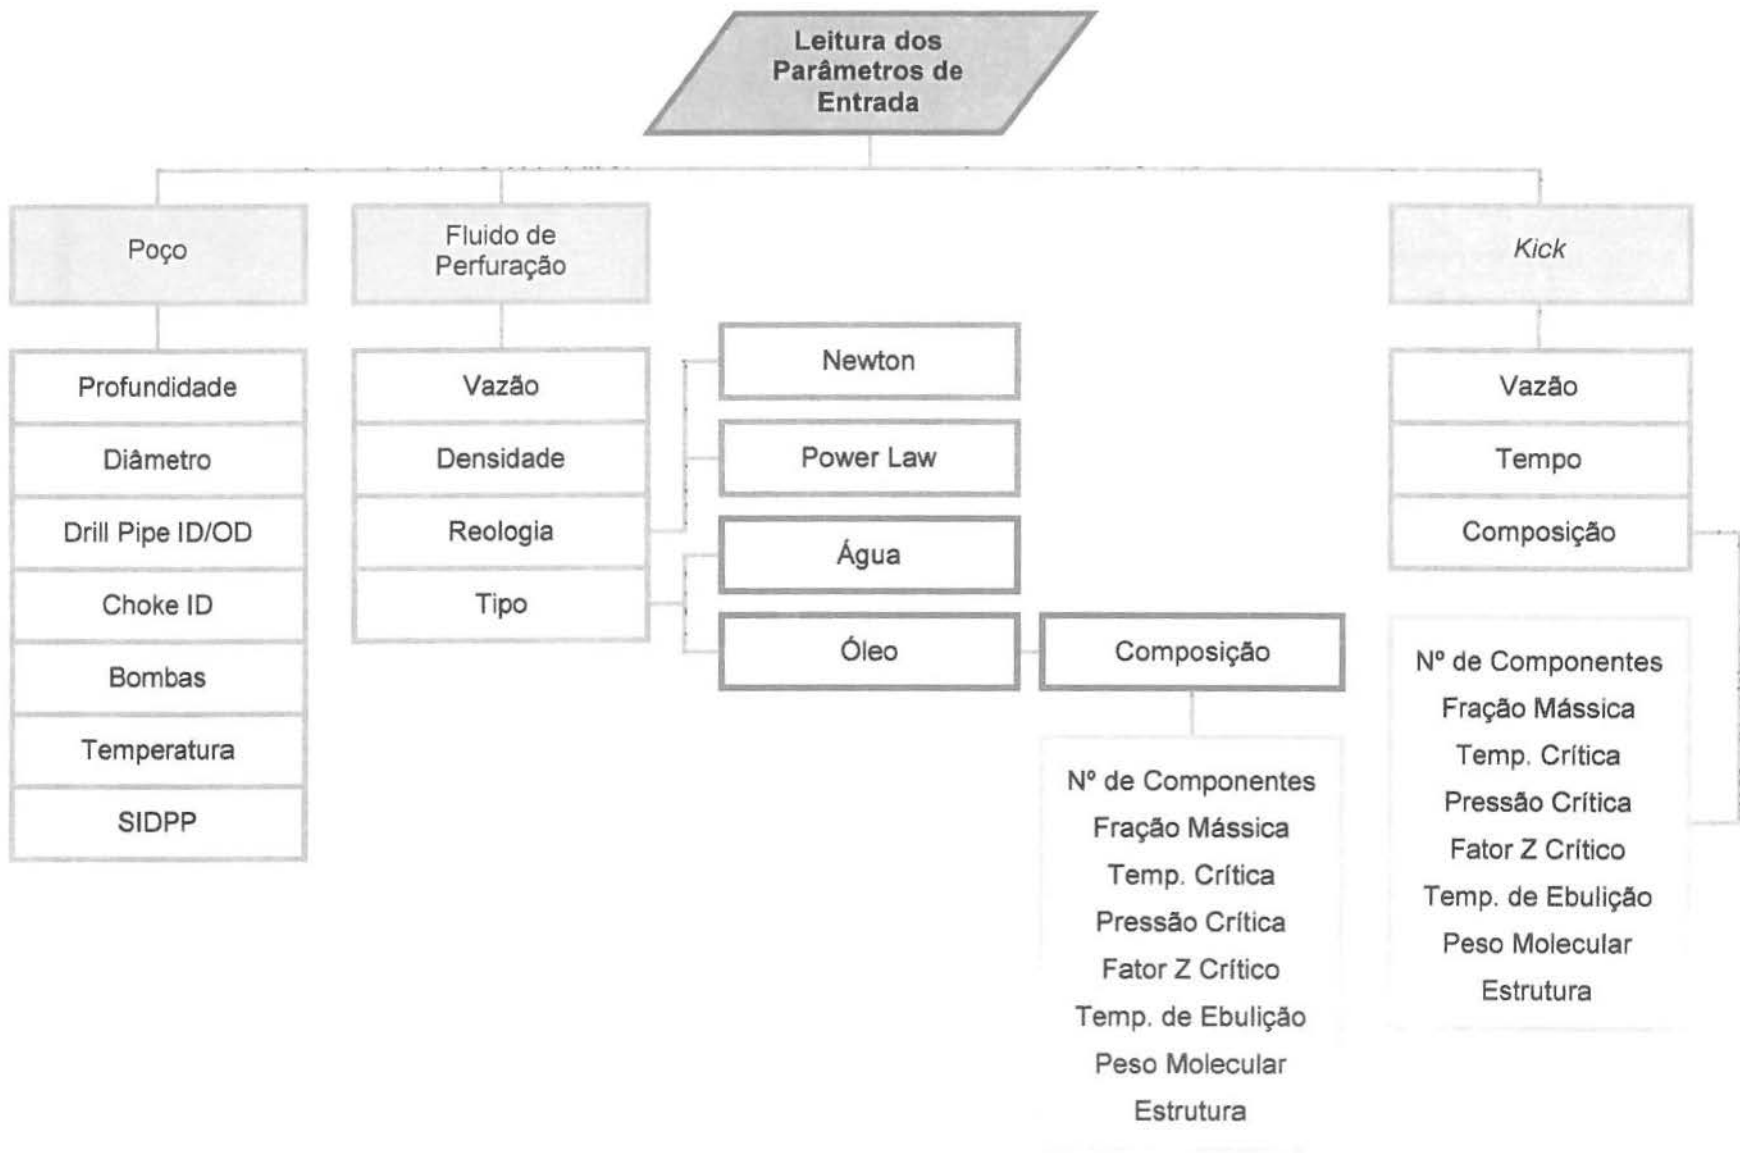 Leitura dos
Parâmetros de
Entrada
Poço
Profundidade
Diâmetro
Drill Pipe ID/OD
Choke ID
Bombas
Temperatura
SIDPP
Fluido de
Perfuração
Vazão
Densidade
Reologia
Tipo
Newton
Power Law
Água
Óleo
Composição
Nº de Componentes
Fração Mássica
Temp. Crítica
Pressão Crítica
Fator Z Crítico
Temp. de Ebulição
Peso Molecular
Estrutura
Kick
Vazão
Tempo
Composição
Nº de Componentes
Fração Mássica
Temp. Crítica
Pressão Crítica
Fator Z Crítico
Temp. de Ebulição
Peso Molecular
Estrutura